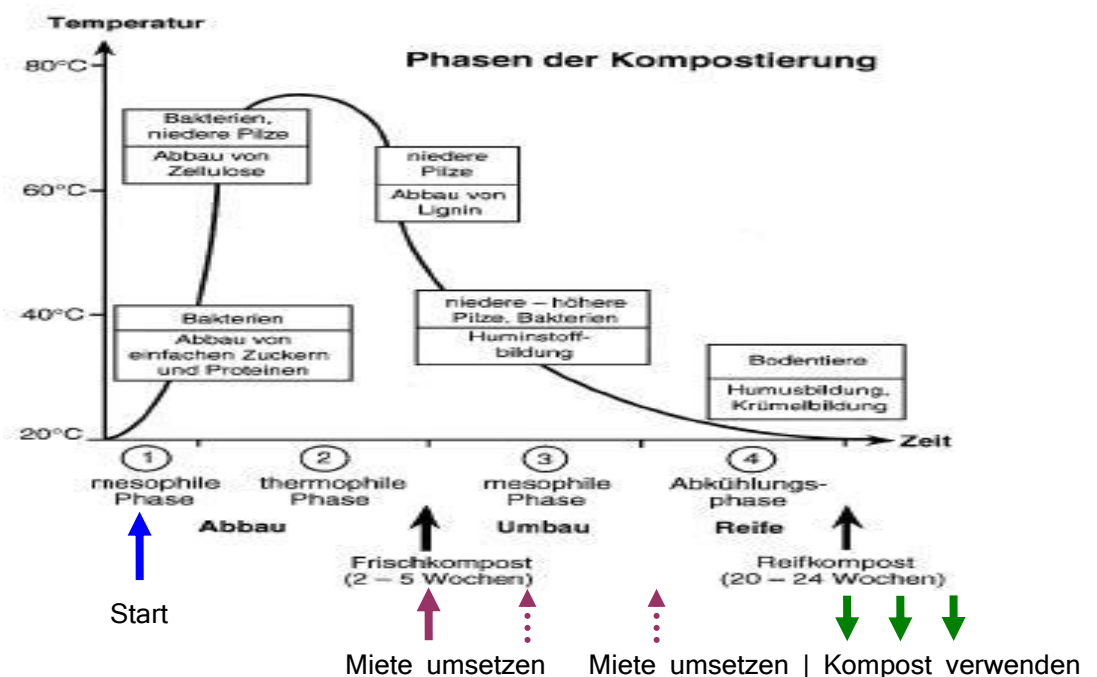 Temperatur
Phasen der Kompostierung
80°C
Bakterien,
niedere Pilze
Abbau von
Zellulose
niedere
Pilze
Abbau von
Lignin
60°C
40°C
Bakterien
Abbau von
einfachen Zuckern
und Proteinen
niedere – höhere
Pilze, Bakterien
Huminstoff-
bildung
Bodentiere
Humusbildung,
Krümelbildung
20°C
Zeit
1
2
3
4
mesophile
Phase
thermophile
Phase
mesophile
Phase
Abkühlungs-
phase
Abbau
Umbau
Reife
Frischkompost
(2 – 5 Wochen)
Reifkompost
(20 – 24 Wochen)
Start
Miete umsetzen
Miete umsetzen | Kompost verwenden